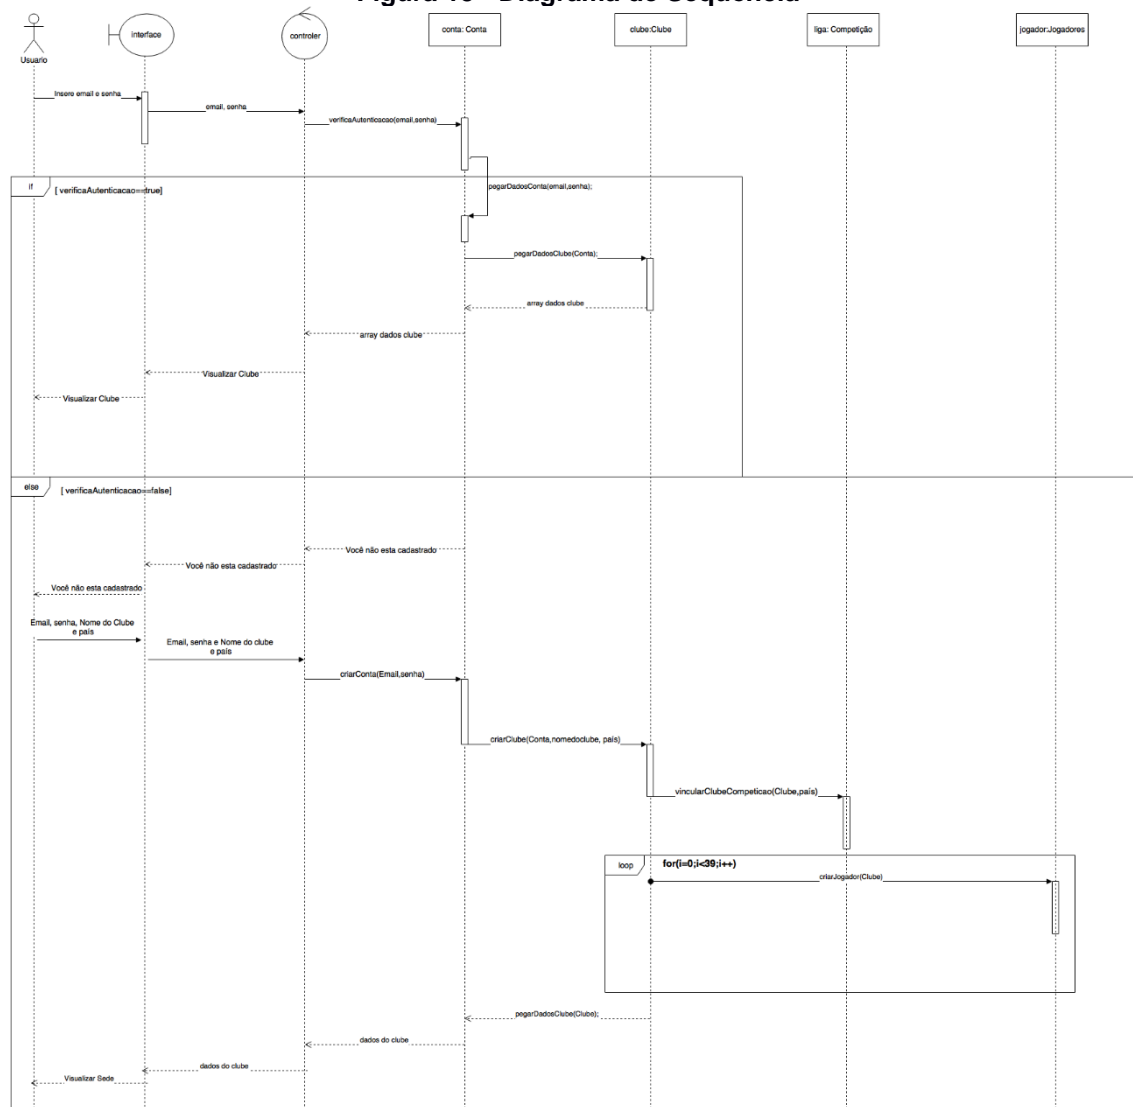 Figura 15 - Diagrama de Sequência
Usuario
interface
controler
conta: Conta
clube:Clube
liga: Competição
jogador:Jogadores
Insere email e senha
email, senha
verificaAutenticacao(email,senha)
if
[ verificaAutenticacao==true]
pegarDadosConta(email,senha);
pegarDadosClube(Conta);
array dados clube
array dados clube
Visualizar Clube
Visualizar Clube
else
[ verificaAutenticacao==false]
Você não esta cadastrado
Você não esta cadastrado
Você não esta cadastrado
Email, senha, Nome do Clube
e país
Email, senha e Nome do clube
e país
criarConta(Email,senha)
criarClube(Conta,nomedoclube, país)
vincularClubeCompeticao(Clube,país)
loop
for(i=0;i<39;i++)
criarJogador(Clube)
pegarDadosClube(Clube);
dados do clube
dados do clube
Visualizar Sede